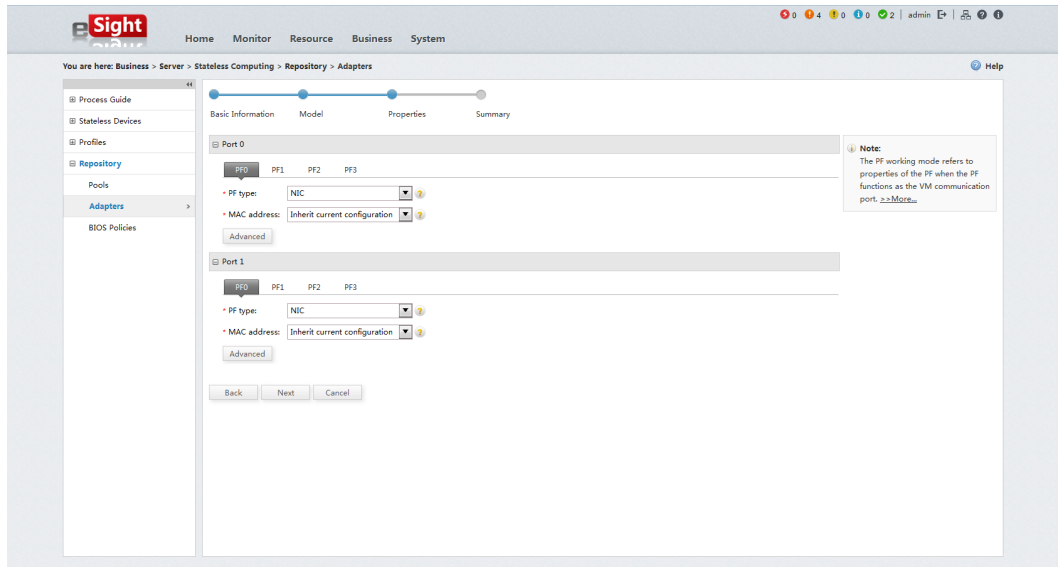 eSight
0 4 0 0 2 | admin
Home Monitor Resource Business System
You are here: Business > Server > Stateless Computing > Repository > Adapters
Help
Process Guide
Stateless Devices
Profiles
Repository
Pools
Adapters
BIOS Policies
Basic Information Model Properties Summary
Port 0
PF0 PF1 PF2 PF3
* PF type: NIC
* MAC address: Inherit current configuration
Advanced
Port 1
PF0 PF1 PF2 PF3
* PF type: NIC
* MAC address: Inherit current configuration
Advanced
Back Next Cancel
Note:
The PF working mode refers to
properties of the PF when the PF
functions as the VM communication
port. >>More...